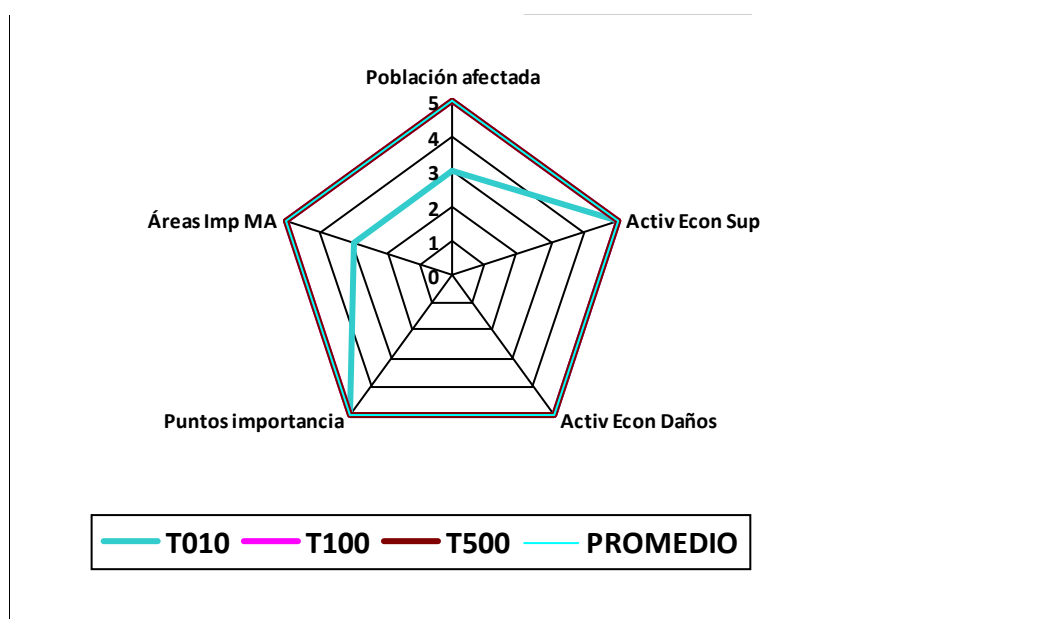 Población afectada
5
4
3
2
1
0
Áreas Imp MA
Activ Econ Sup
Puntos importancia
Activ Econ Daños
T010 T100 T500 PROMEDIO